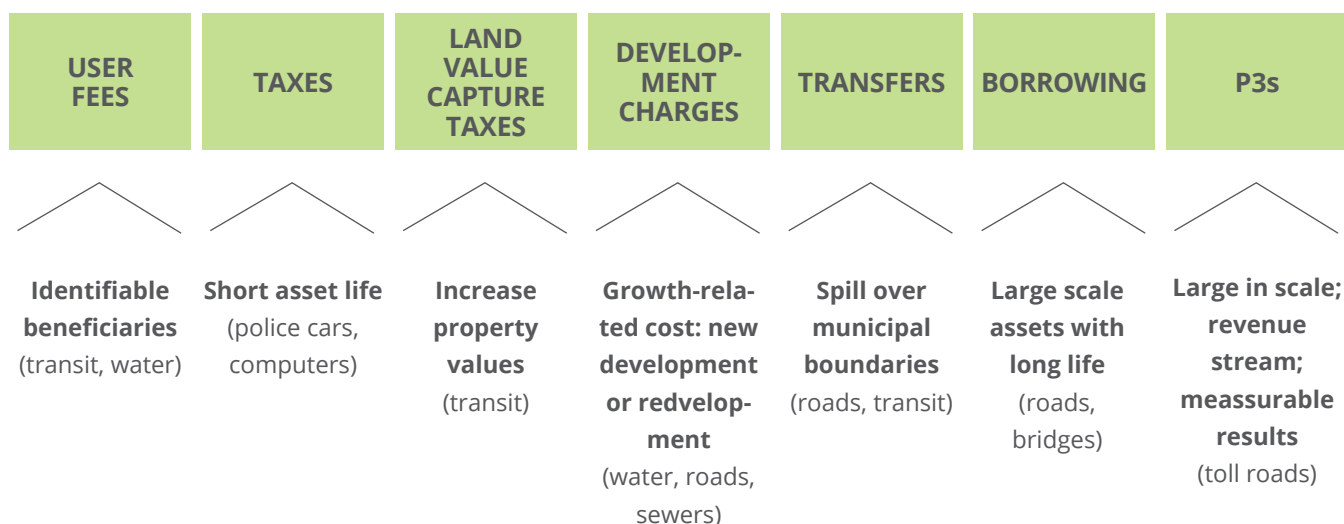 USER
FEES
TAXES
LAND
VALUE
CAPTURE
TAXES
DEVELOP-
MENT
CHARGES
TRANSFERS
BORROWING
P3s
Identifiable
beneficiaries
(transit, water)
Short asset life
(police cars,
computers)
Increase
property
values
(transit)
Growth-rela-
ted cost: new
development
or redvelop-
ment
(water, roads,
sewers)
Spill over
municipal
boundaries
(roads, transit)
Large scale
assets with
long life
(roads,
bridges)
Large in scale;
revenue
stream;
meassurable
results
(toll roads)